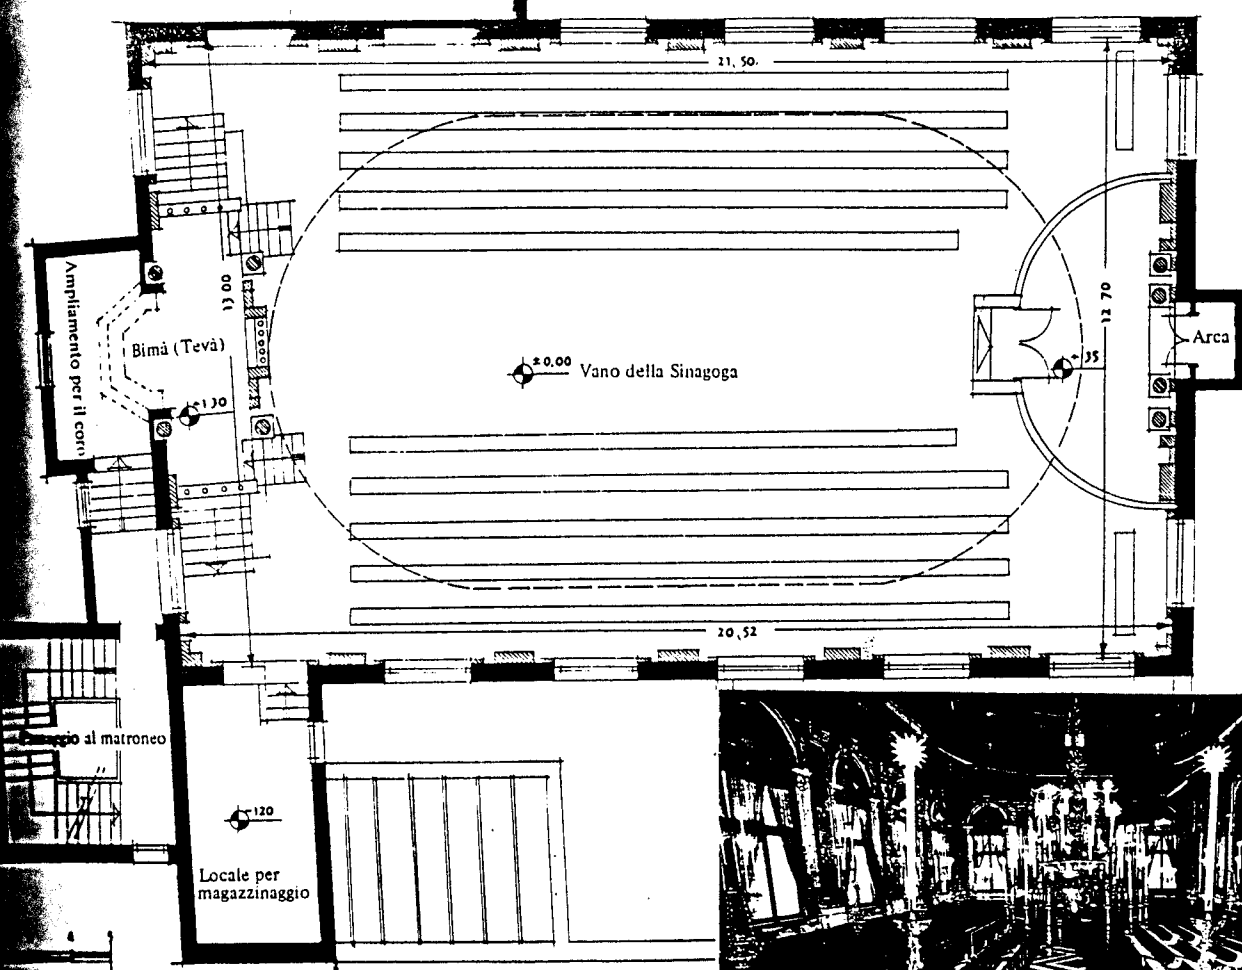 21,50.
Ampliamento per il coro
Bimà (Tevà)
+1 30
13 00
±0,00
Vano della Sinagoga
12 70
+ 35
Arca
20,52
al matroneo
-120
Locale per
magazzinaggio